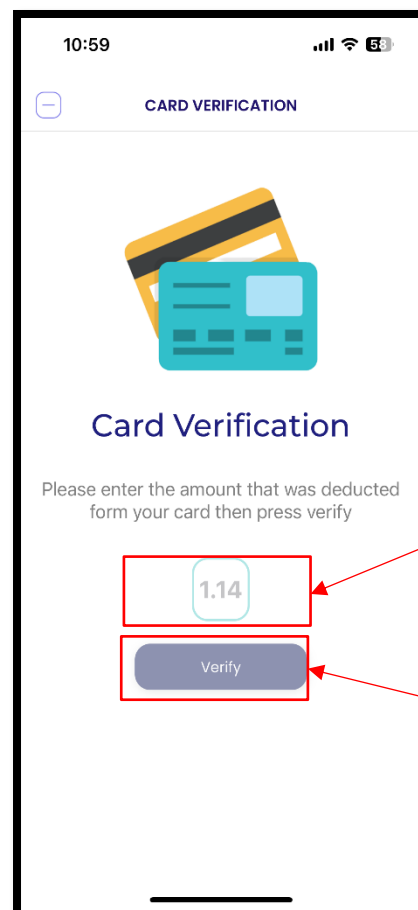 10:59
58
CARD VERIFICATION
Card Verification
Please enter the amount that was deducted
form your card then press verify
1.14
Verify